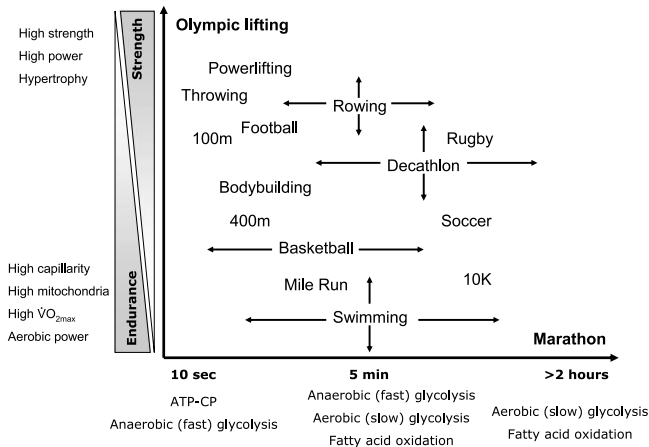 Olympic lifting
High strength
High power
Hypertrophy
Strength
Powerlifting
Throwing
Rowing
Football
100m
Rugby
Decathlon
Bodybuilding
400m
Soccer
Basketball
High capillarity
High mitochondria
High V̇O2max
Aerobic power
Endurance
10K
Mile Run
Swimming
Marathon
10 sec
5 min
>2 hours
ATP-CP
Anaerobic (fast) glycolysis
Anaerobic (fast) glycolysis
Aerobic (slow) glycolysis
Fatty acid oxidation
Aerobic (slow) glycolysis
Fatty acid oxidation